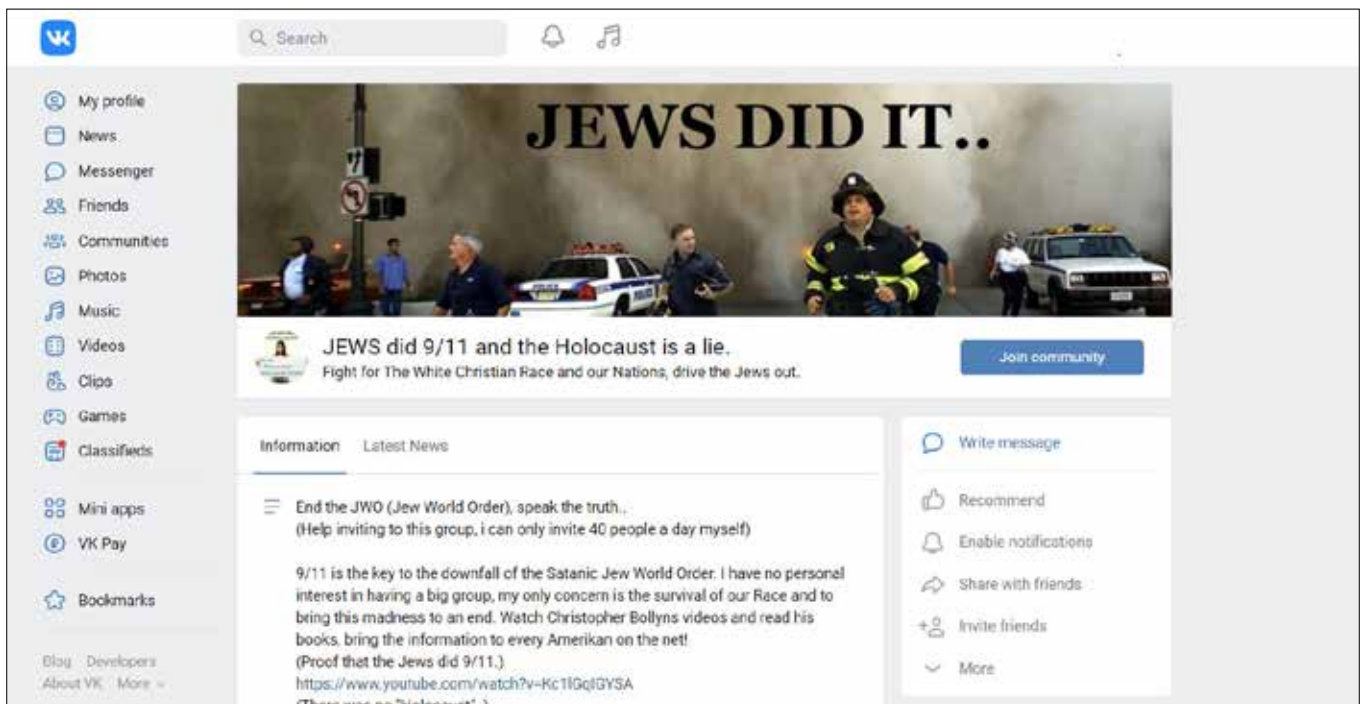 Search
My profile
News
Messenger
Friends
Communities
Photos
Music
Videos
Clips
Games
Classifieds
Mini apps
VK Pay
Bookmarks
Blog Developers
About VK More
JEWS DID IT..
POLICE
JEWS did 9/11 and the Holocaust is a lie.
Fight for The White Christian Race and our Nations, drive the Jews out.
Join community
Information Latest News
End the JWO (Jew World Order), speak the truth..
(Help inviting to this group, i can only invite 40 people a day myself)
9/11 is the key to the downfall of the Satanic Jew World Order. I have no personal
interest in having a big group, my only concern is the survival of our Race and to
bring this madness to an end. Watch Christopher Bollyns videos and read his
books, bring the information to every Amerikan on the net!
(Proof that the Jews did 9/11.)
Write message
Recommend
Enable notifications
Share with friends
Invite friends
More